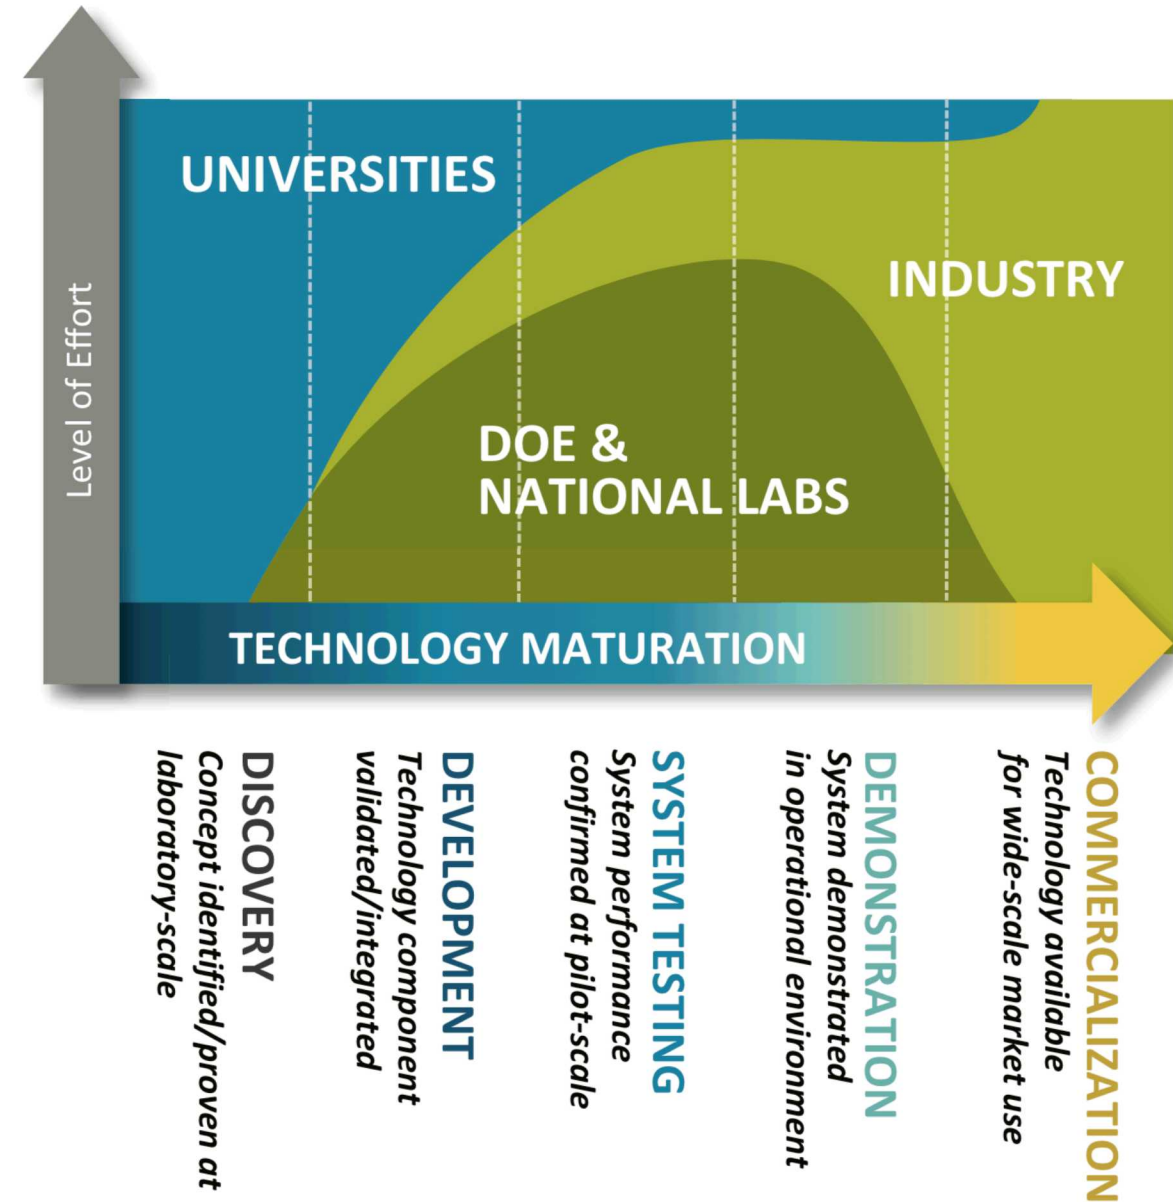 Level of Effort
UNIVERSITIES
INDUSTRY
DOE &
NATIONAL LABS
TECHNOLOGY MATURATION
DISCOVERY
Concept identified/proven at
laboratory-scale
DEVELOPMENT
Technology component
validated/integrated
SYSTEM TESTING
System performance
confirmed at pilot-scale
DEMONSTRATION
System demonstrated
in operational environment
COMMERCIALIZATION
Technology available
for wide-scale market use